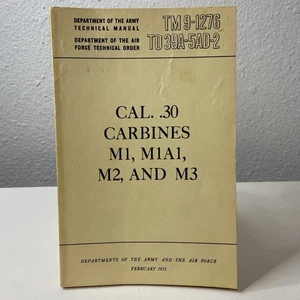 DEPARTMENT OF THE ARMY
TECHNICAL MANUAL
DEPARTMENT OF THE AIR
FORCE TECHNICAL ORDER
TM 9-1276
TO 39A-5AD-2
CAL. .30
CARBINES
M1, M1A1,
M2, AND M3
DEPARTMENTS OF THE ARMY AND THE AIR FORCE
FEBRUARY 1953